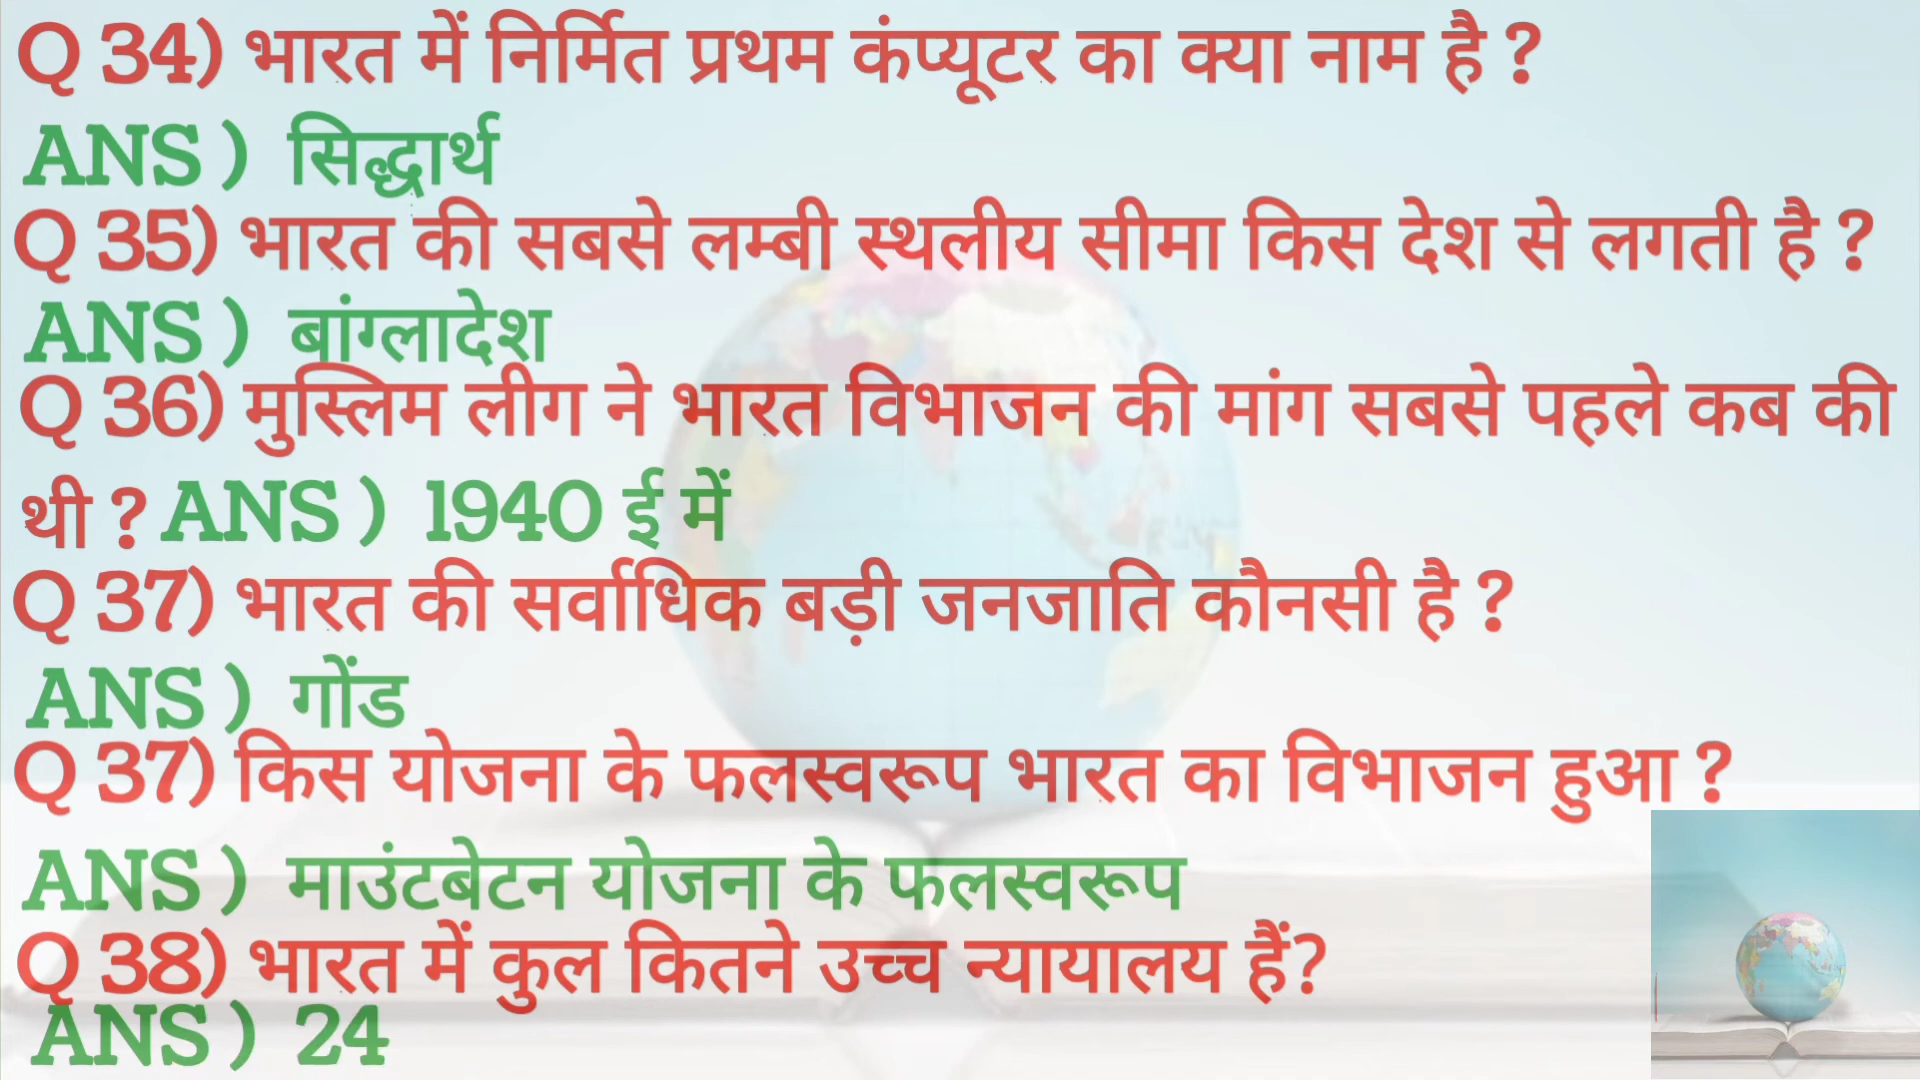 Q 34) भारत में निर्मित प्रथम कंप्यूटर का क्या नाम है ?
ANS ) सिद्धार्थ
Q 35) भारत की सबसे लम्बी स्थलीय सीमा किस देश से लगती है ?
ANS ) बांग्लादेश
Q 36) मुस्लिम लीग ने भारत विभाजन की मांग सबसे पहले कब की
थी ? ANS ) 1940 ई में
Q 37) भारत की सर्वाधिक बड़ी जनजाति कौनसी है ?
ANS ) गोंड
Q 37) किस योजना के फलस्वरूप भारत का विभाजन हुआ ?
ANS ) माउंटबेटन योजना के फलस्वरूप
Q 38) भारत में कुल कितने उच्च न्यायालय हैं?
ANS ) 24